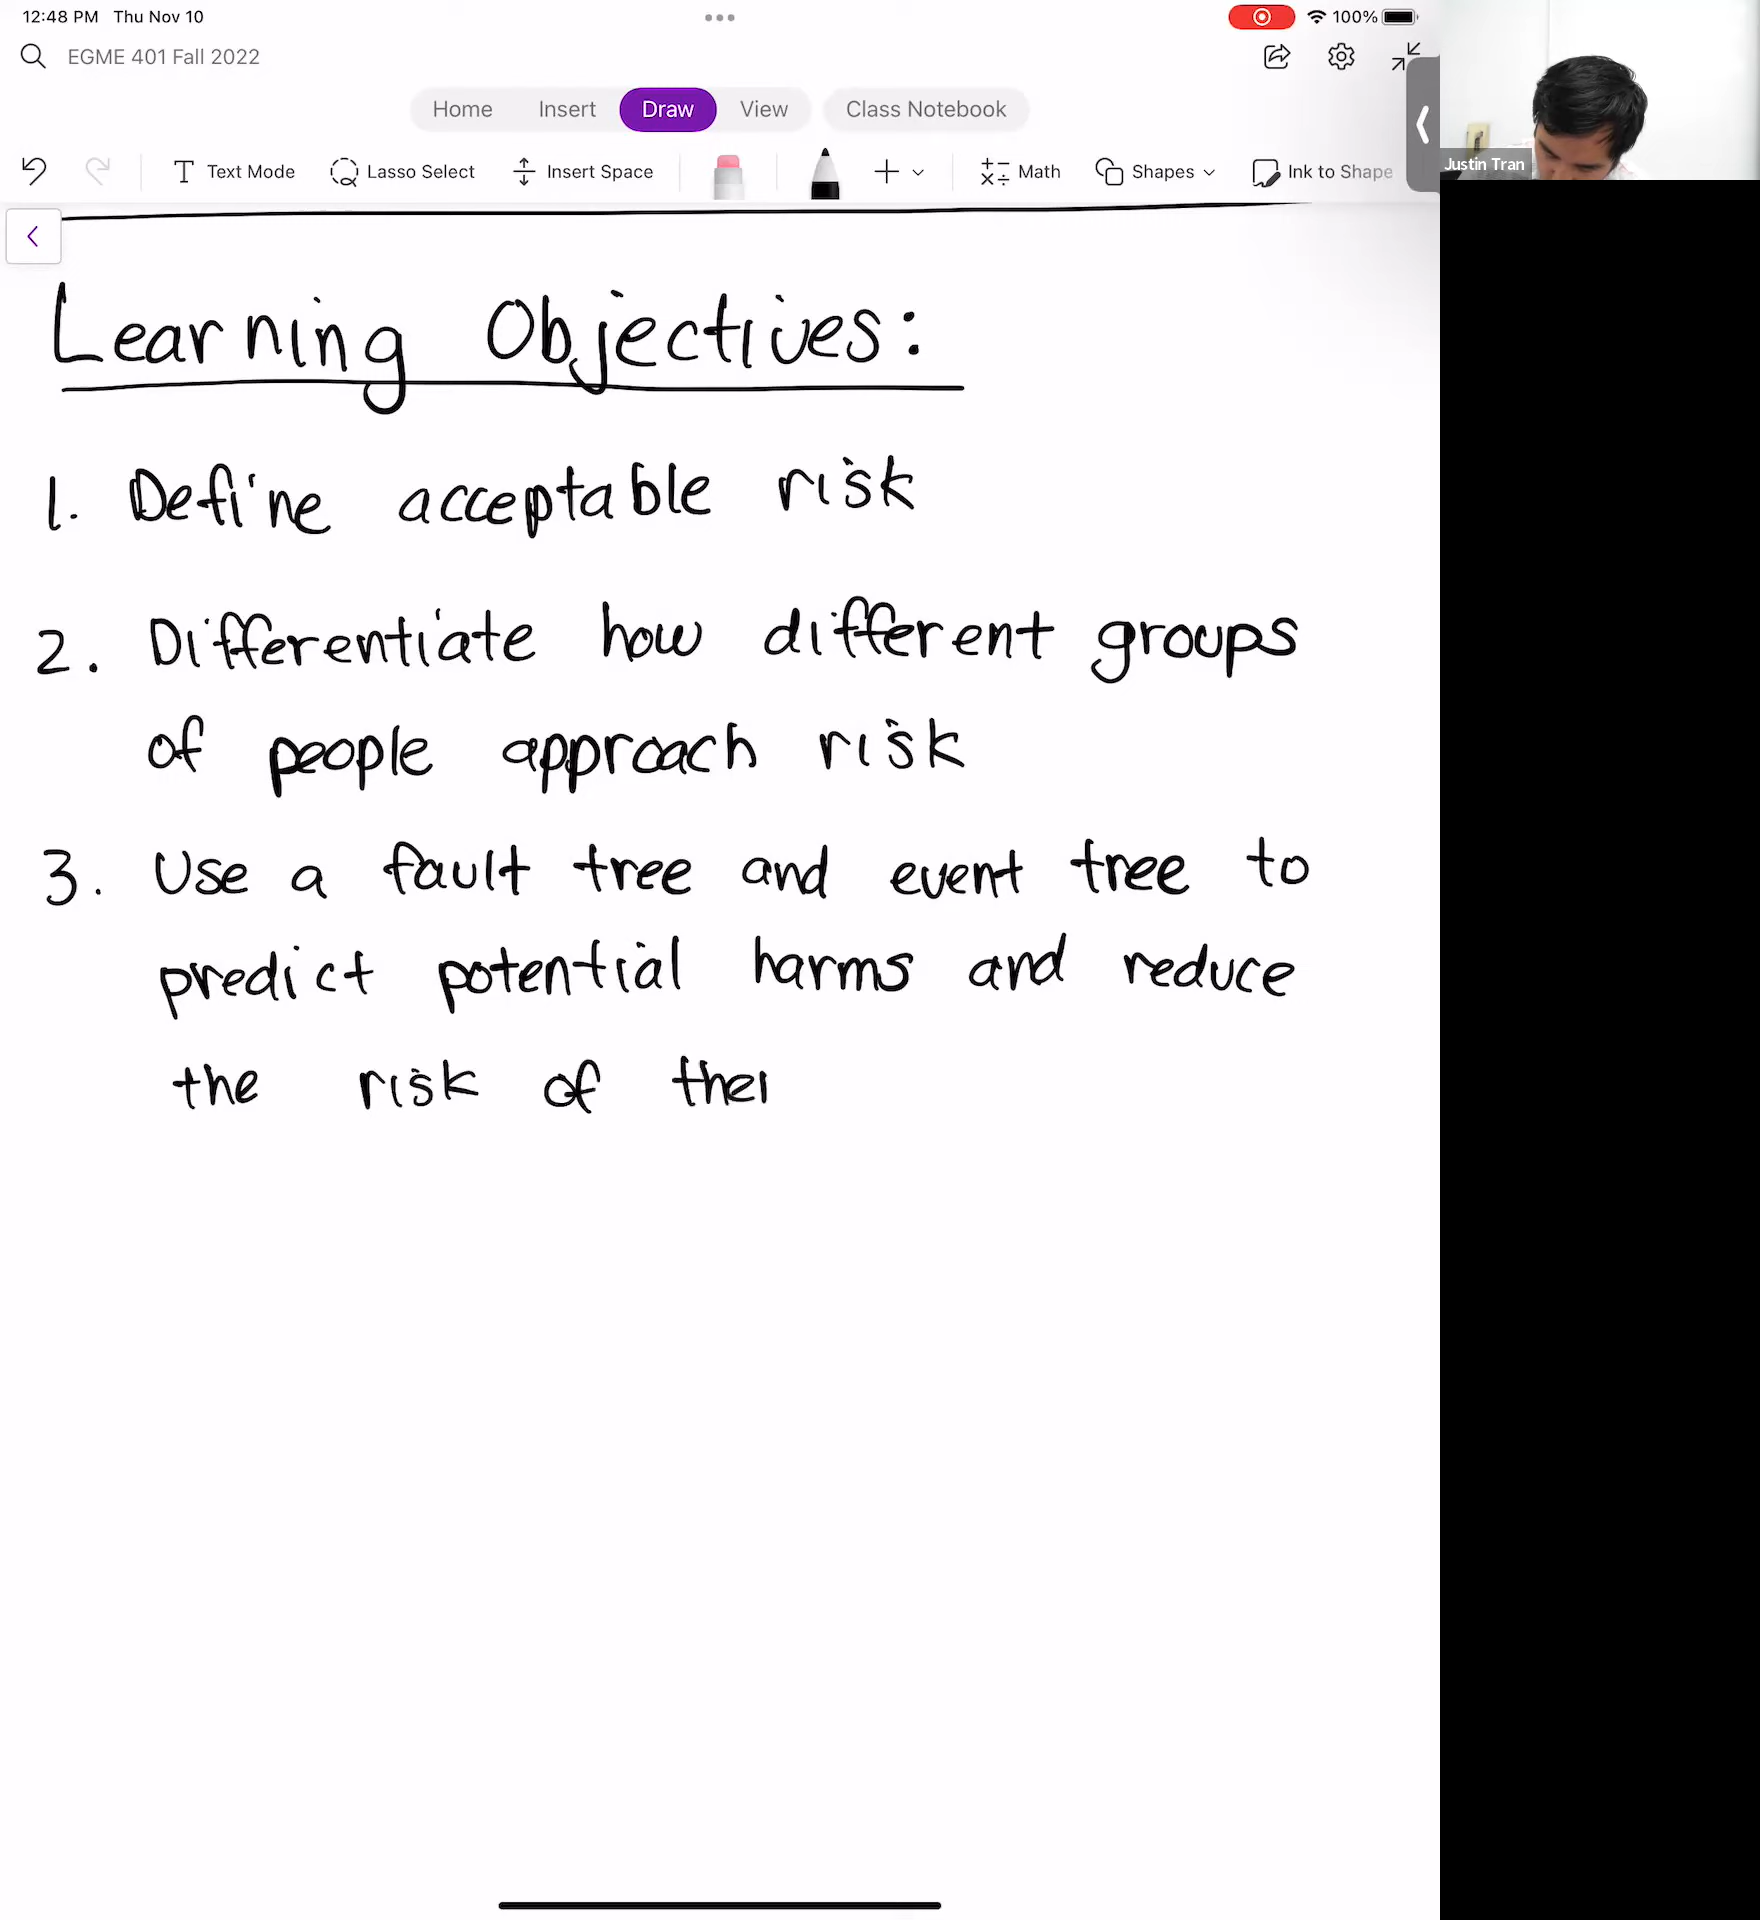 12:48 PM Thu Nov 10
100%
EGME 401 Fall 2022
Home Insert Draw View Class Notebook
Text Mode Lasso Select Insert Space Math Shapes Ink to Shape
Justin Tran
Learning Objectives:
1. Define acceptable risk
2. Differentiate how different groups
of people approach risk
3. Use a fault tree and event tree to
predict potential harms and reduce
the risk of